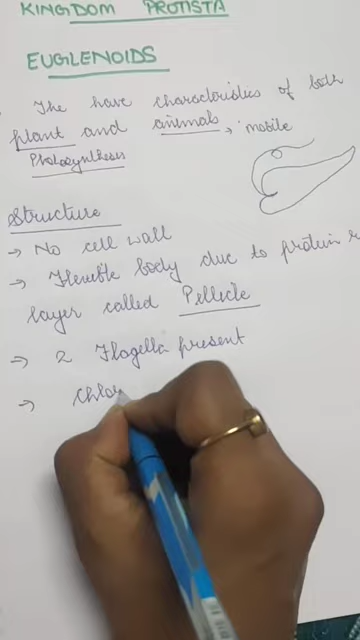 KINGDOM PROTISTA
EUGLENOIDS
The have characteristics of both
plant and animals → mobile
Photosynthesis
Structure
→ No cell wall
→ Flexible body due to protein
layer called Pellicle
→ 2 Flagella present
→ Chlo